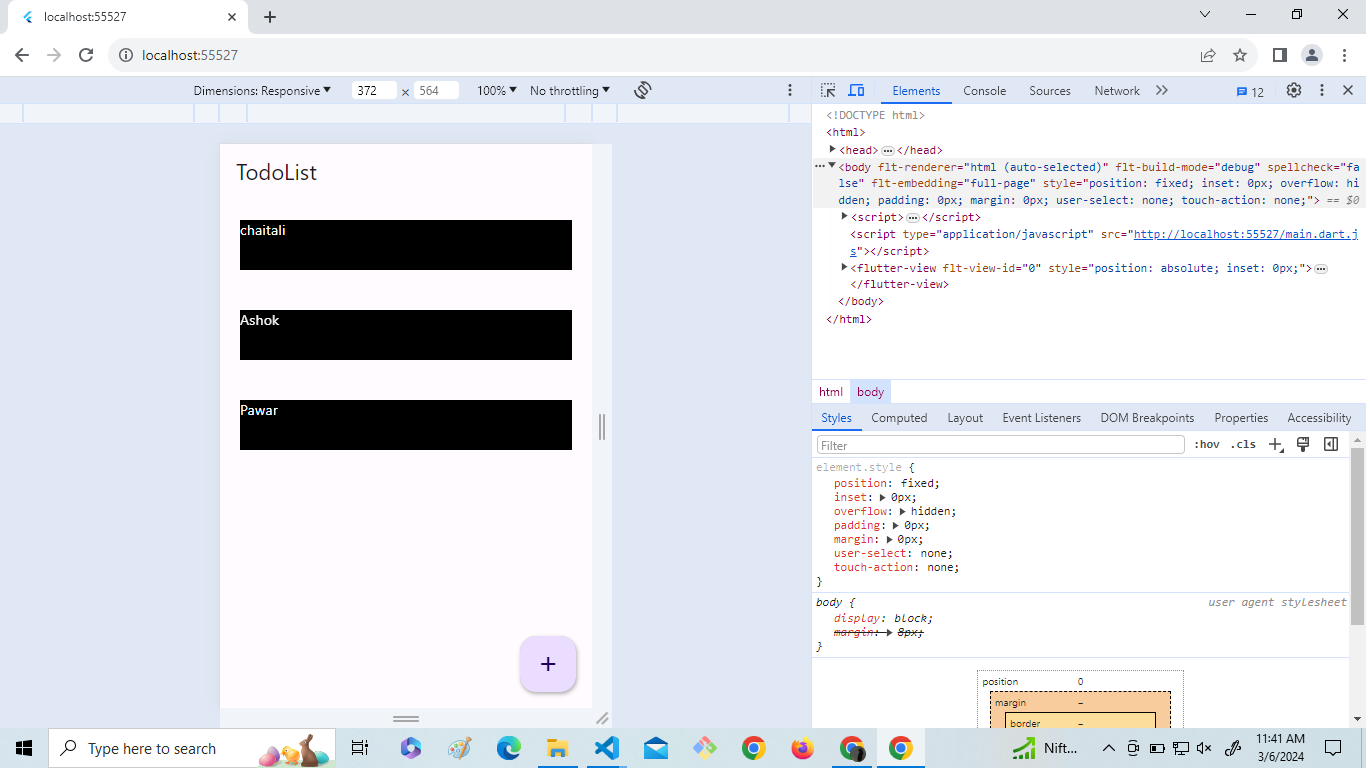 localhost:55527
localhost:55527
Dimensions: Responsive 372 × 564 100% No throttling
Elements Console Sources Network 12
TodoList
chaitali
Ashok
Pawar
<!DOCTYPE html>
<html>
<head> </head>
<body flt-renderer="html (auto-selected)" flt-build-mode="debug" spellcheck="fa
lse" flt-embedding="full-page" style="position: fixed; inset: 0px; overflow: hi
dden; padding: 0px; margin: 0px; user-select: none; touch-action: none;"> == $0
<script> </script>
<script type="application/javascript" src="http://localhost:55527/main.dart.j
s"></script>
<flutter-view flt-view-id="0" style="position: absolute; inset: 0px;">
</flutter-view>
</body>
</html>
html body
Styles Computed Layout Event Listeners DOM Breakpoints Properties Accessibility
Filter :hov .cls
element.style {
position: fixed;
inset: 0px;
overflow: hidden;
padding: 0px;
margin: 0px;
user-select: none;
touch-action: none;
}
body { user agent stylesheet
display: block;
margin: 8px;
}
position 0
margin –
border –
Type here to search
Nift...
11:41 AM
3/6/2024